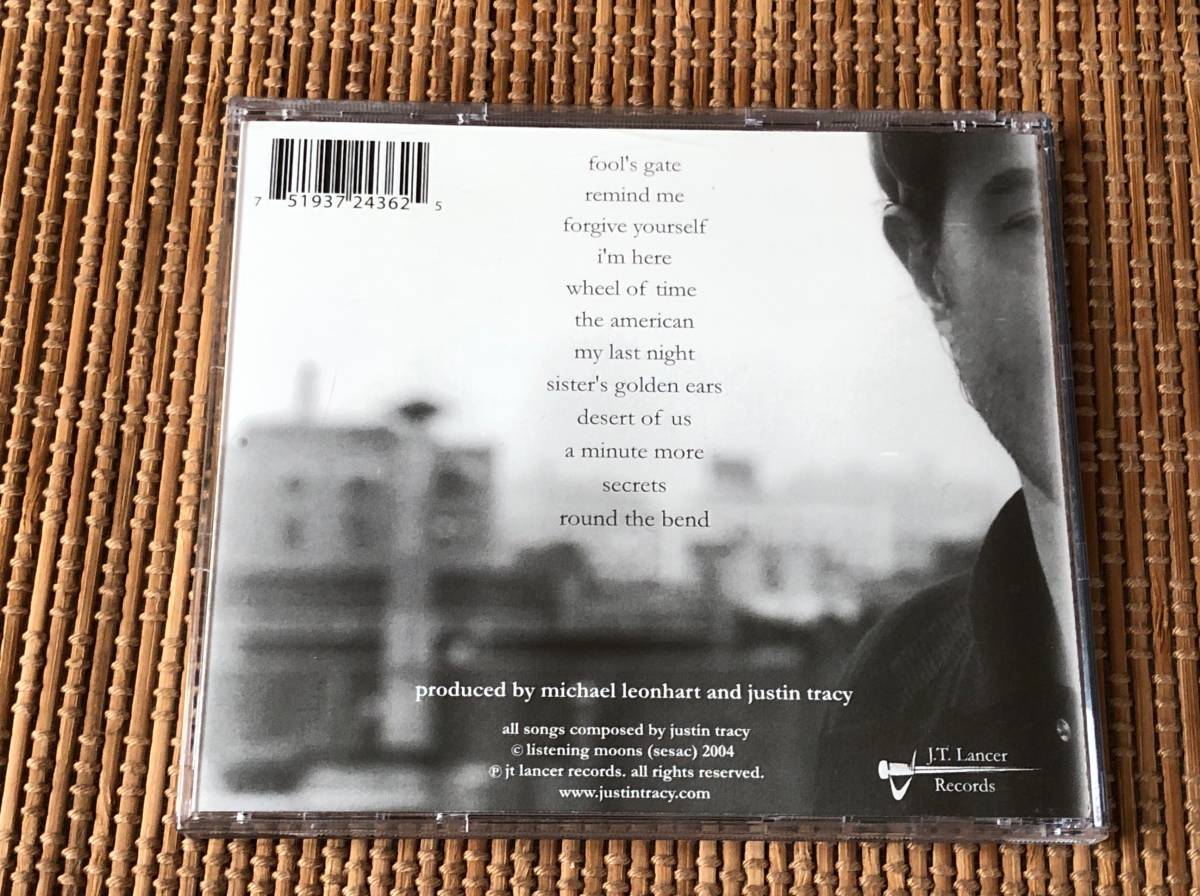 7 51937 24362 5
fool's gate
remind me
forgive yourself
i'm here
wheel of time
the american
my last night
sister's golden ears
desert of us
a minute more
secrets
round the bend
produced by michael leonhart and justin tracy
all songs composed by justin tracy
© listening moons (sesac) 2004
℗ jt lancer records. all rights reserved.
www.justintracy.com
J.T. Lancer
Records